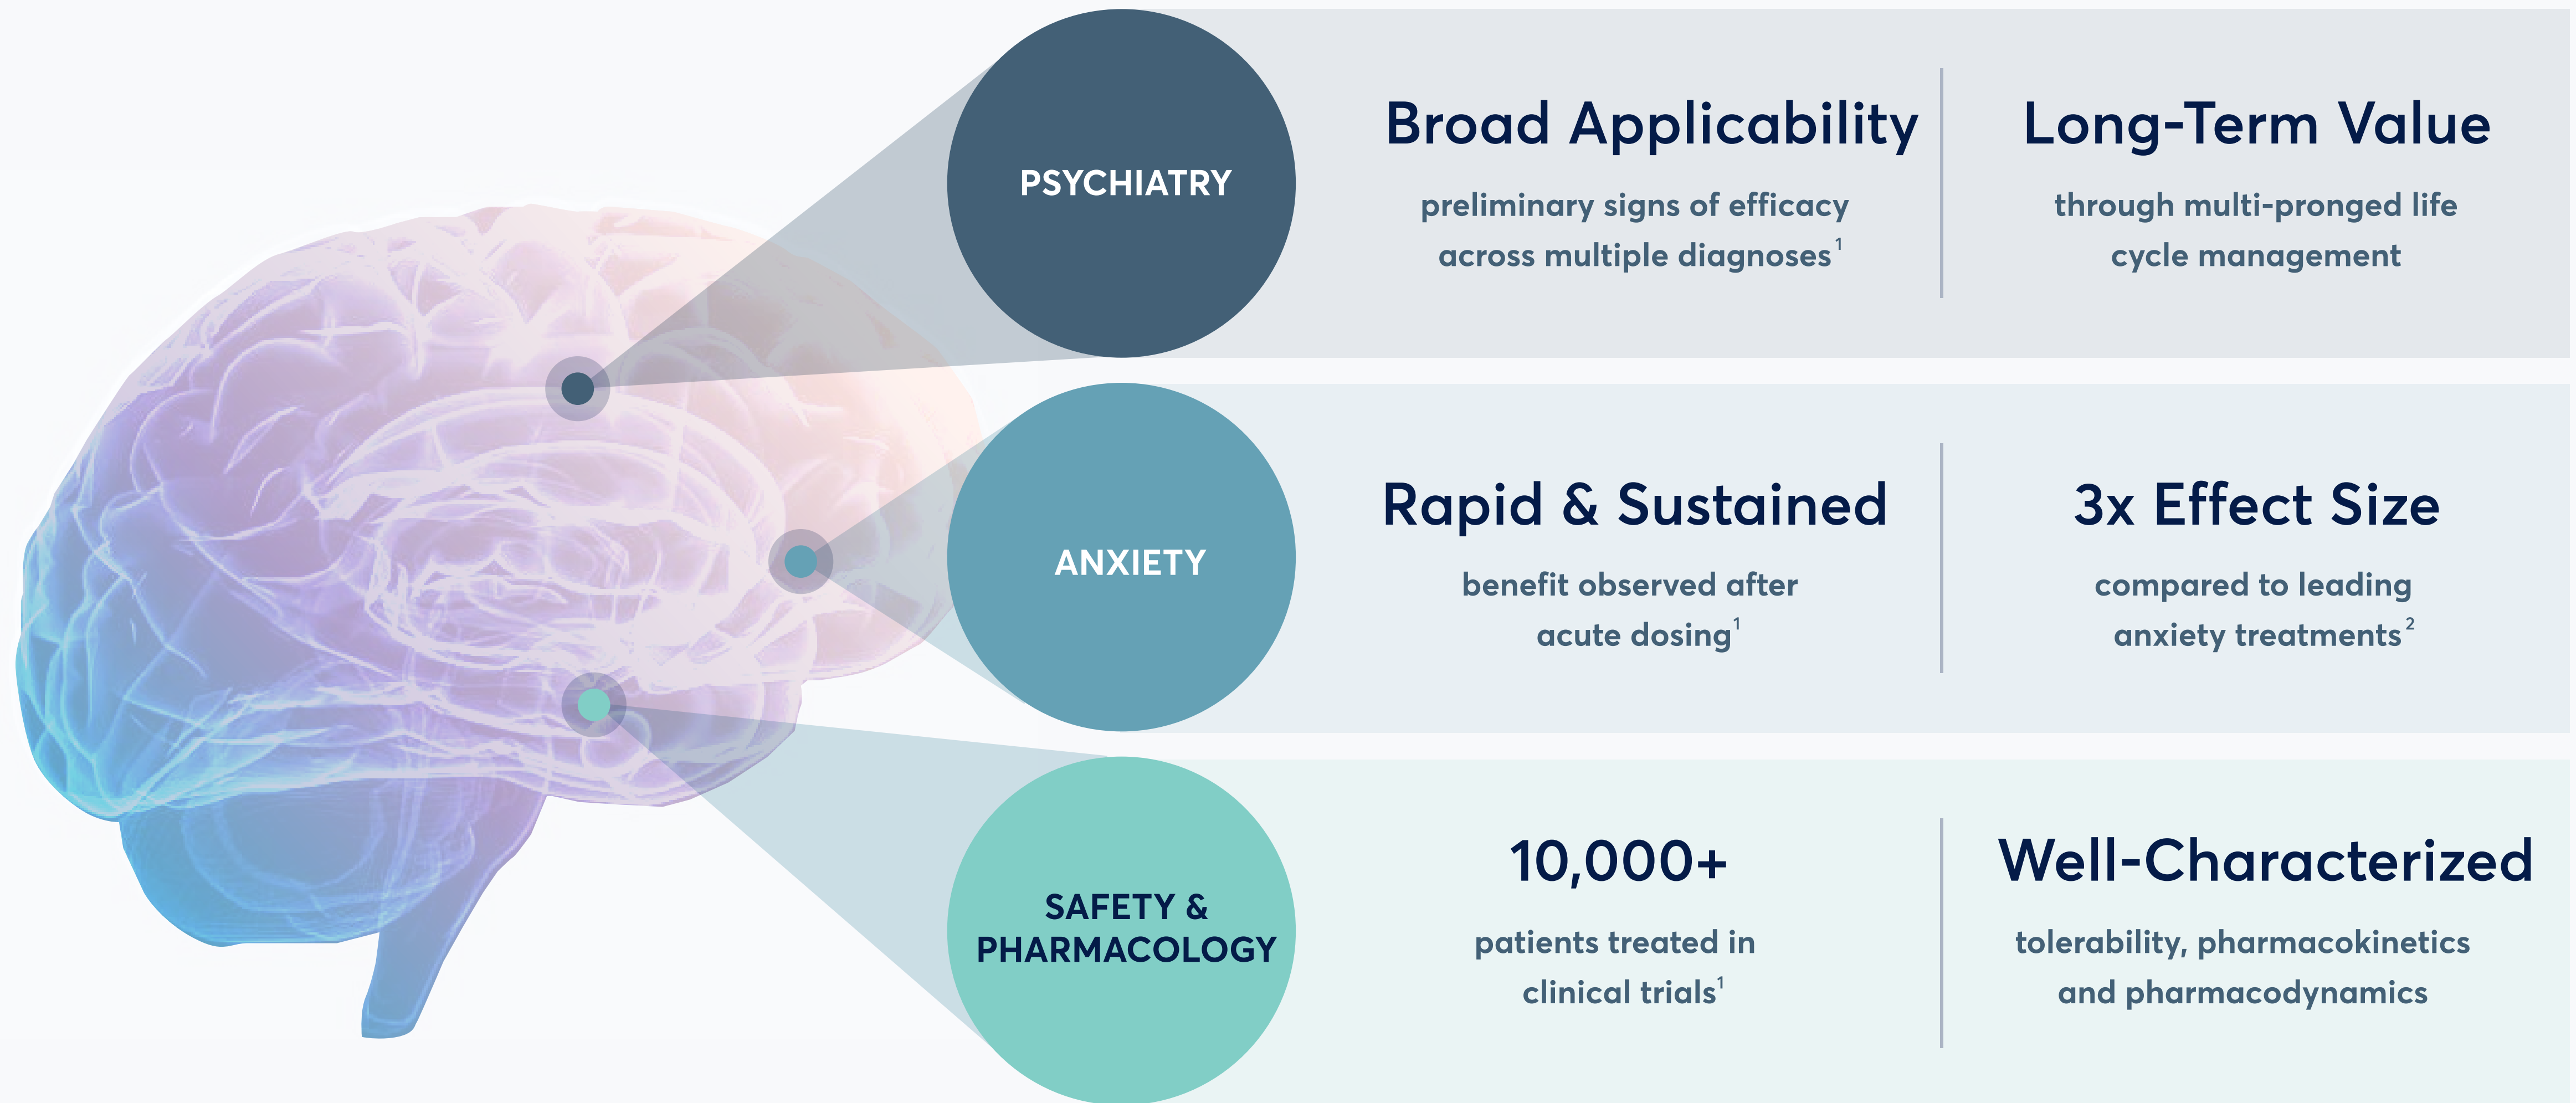 PSYCHIATRY
Broad Applicability
preliminary signs of efficacy
across multiple diagnoses¹
Long-Term Value
through multi-pronged life
cycle management
ANXIETY
Rapid & Sustained
benefit observed after
acute dosing¹
3x Effect Size
compared to leading
anxiety treatments²
SAFETY &
PHARMACOLOGY
10,000+
patients treated in
clinical trials¹
Well-Characterized
tolerability, pharmacokinetics
and pharmacodynamics